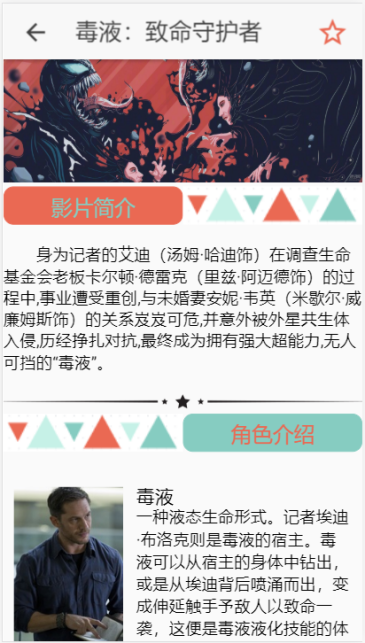 毒液：致命守护者
影片简介
身为记者的艾迪（汤姆·哈迪饰）在调查生命
基金会老板卡尔顿·德雷克（里兹·阿迈德饰）的过
程中,事业遭受重创,与未婚妻安妮·韦英（米歇尔·威
廉姆斯饰）的关系岌岌可危,并意外被外星共生体
入侵,历经挣扎对抗,最终成为拥有强大超能力,无人
可挡的“毒液”。
角色介绍
毒液
一种液态生命形式。记者埃迪
·布洛克则是毒液的宿主。毒
液可以从宿主的身体中钻出，
或是从埃迪背后喷涌而出，变
成伸延触手予敌人以致命一
袭，这便是毒液液化技能的体